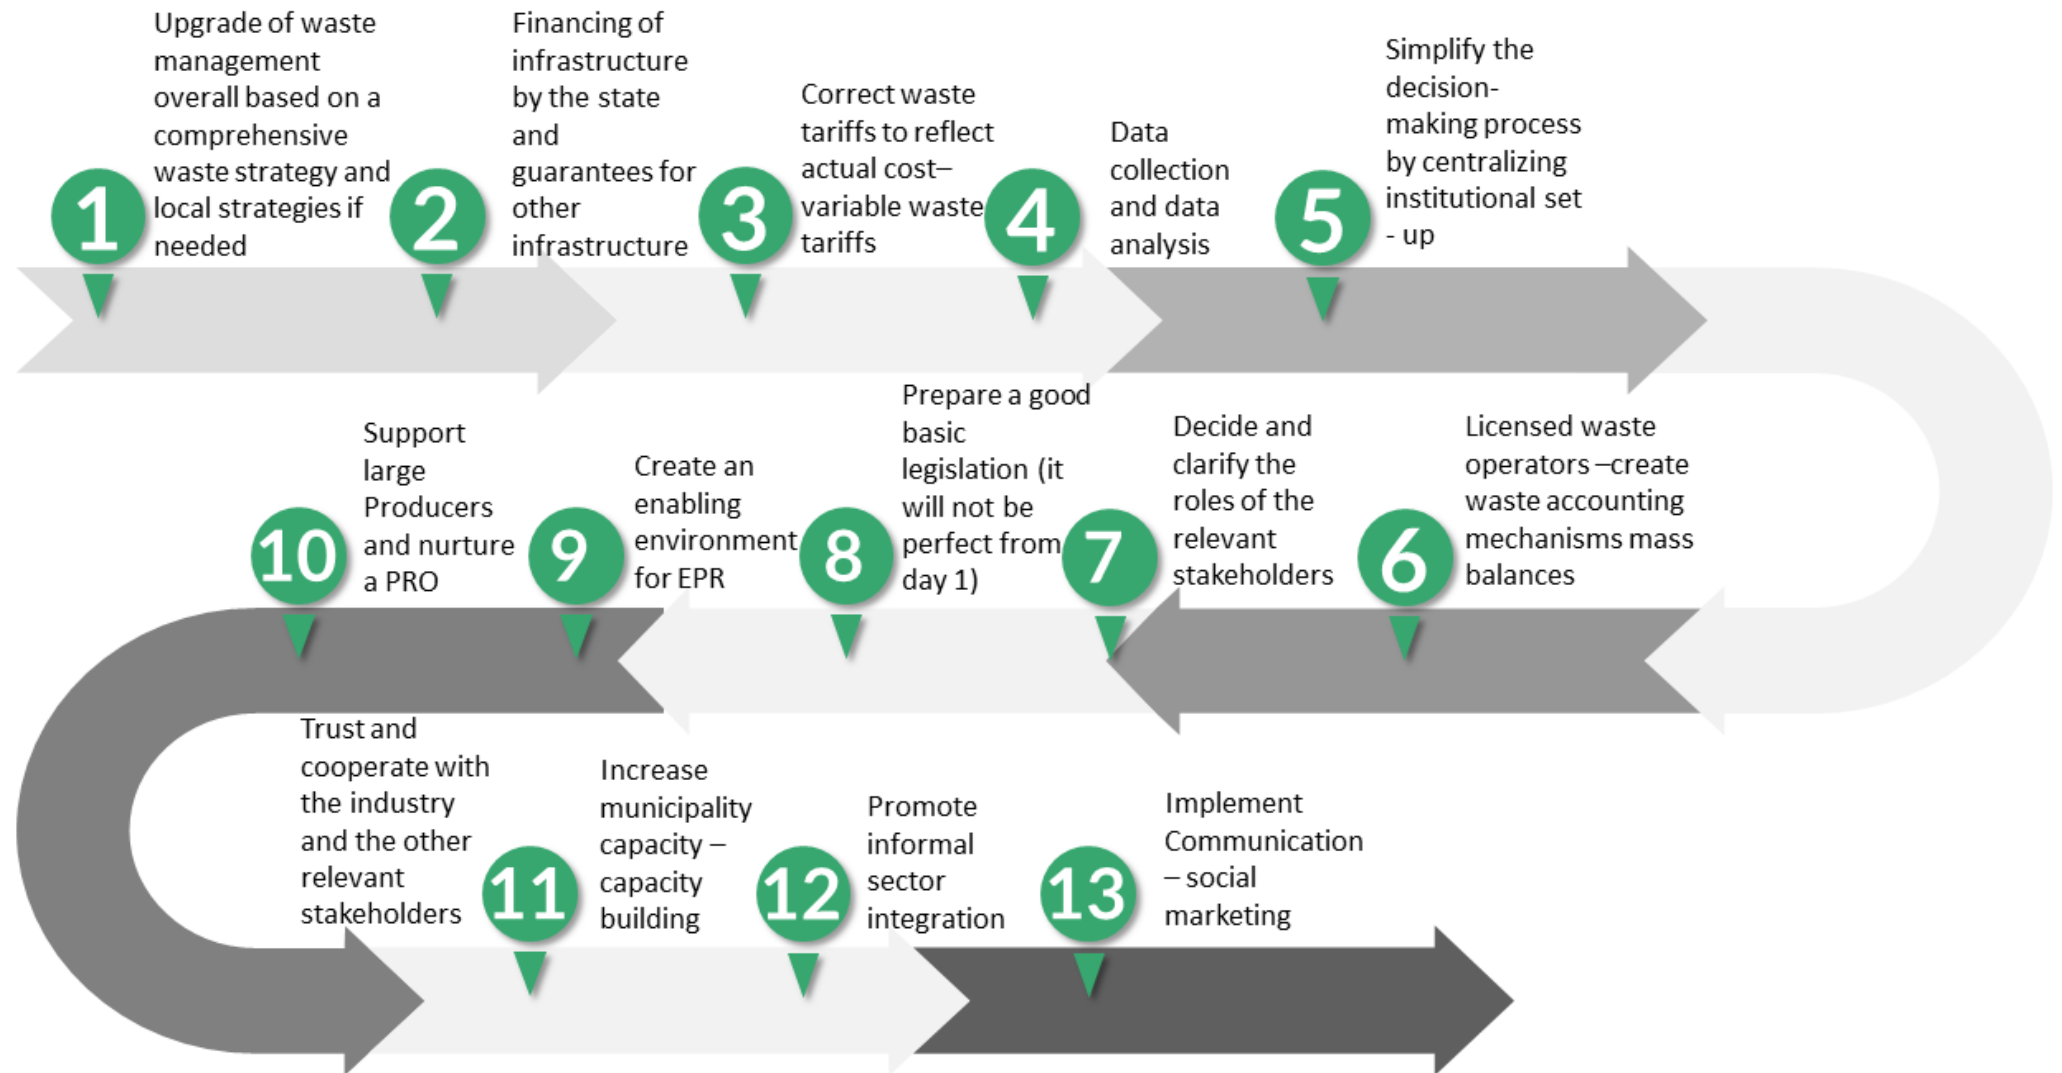 1
Upgrade of waste
management
overall based on a
comprehensive
waste strategy and
local strategies if
needed
2
Financing of
infrastructure
by the state
and
guarantees for
other
infrastructure
3
Correct waste
tariffs to reflect
actual cost–
variable waste
tariffs
4
Data
collection
and data
analysis
5
Simplify the
decision-
making process
by centralizing
institutional set
- up
6
Licensed waste
operators –create
waste accounting
mechanisms mass
balances
7
Decide and
clarify the
roles of the
relevant
stakeholders
8
Prepare a good
basic
legislation (it
will not be
perfect from
day 1)
9
Create an
enabling
environment
for EPR
10
Support
large
Producers
and nurture
a PRO
Trust and
cooperate with
the industry
and the other
relevant
stakeholders
11
Increase
municipality
capacity –
capacity
building
12
Promote
informal
sector
integration
13
Implement
Communication
– social
marketing